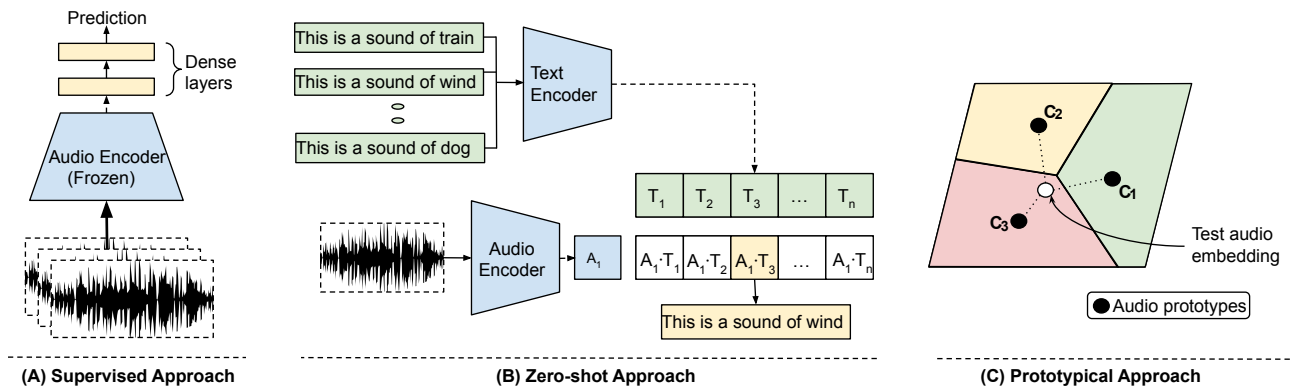 Prediction
Dense
layers
Audio Encoder
(Frozen)
(A) Supervised Approach
This is a sound of train
This is a sound of wind
This is a sound of dog
Text
Encoder
T1 T2 T3 ... Tn
Audio
Encoder
A1
A1·T1 A1·T2 A1·T3 ... A1·Tn
This is a sound of wind
(B) Zero-shot Approach
C2
C1
C3
Test audio
embedding
Audio prototypes
(C) Prototypical Approach